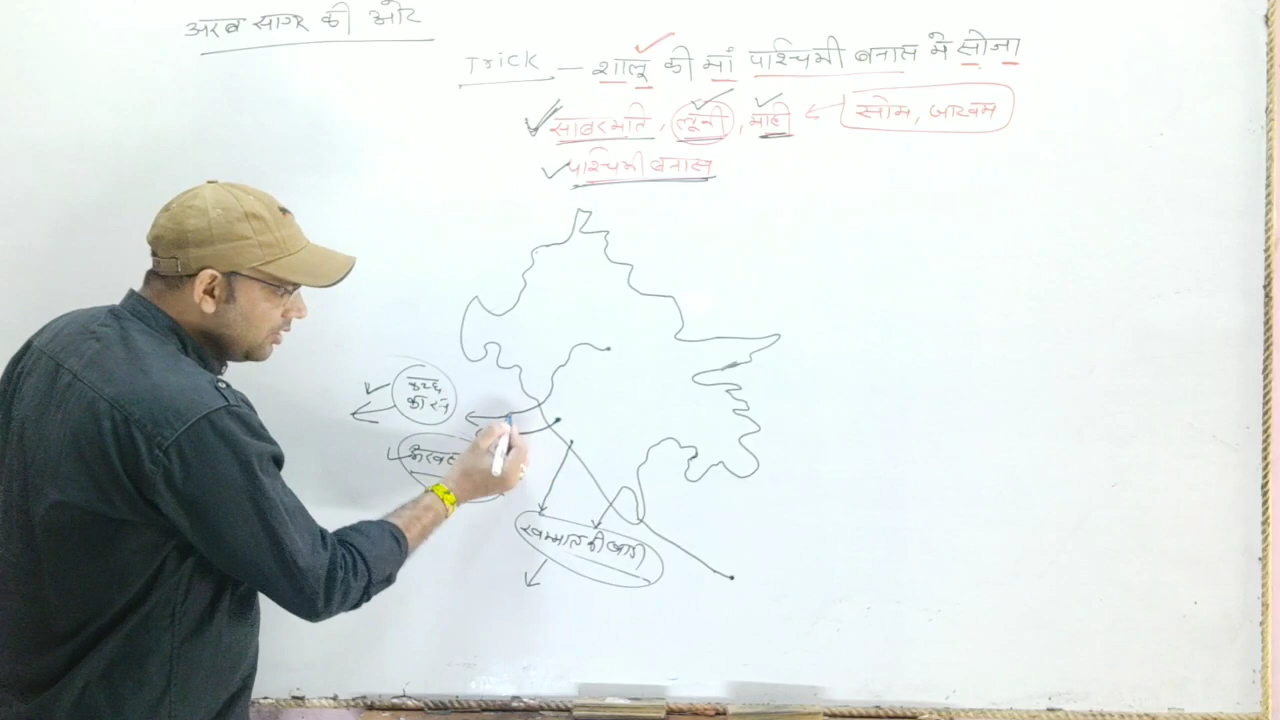 अरब सागर की ओर
Trick – शालू की मां पश्चिमी बनास मे सोजा
साबरमति, लूनी, माही ← सोम, जाखम
पश्चिमी बनास
कच्छ
का रन
खम्भात की खाड़ी